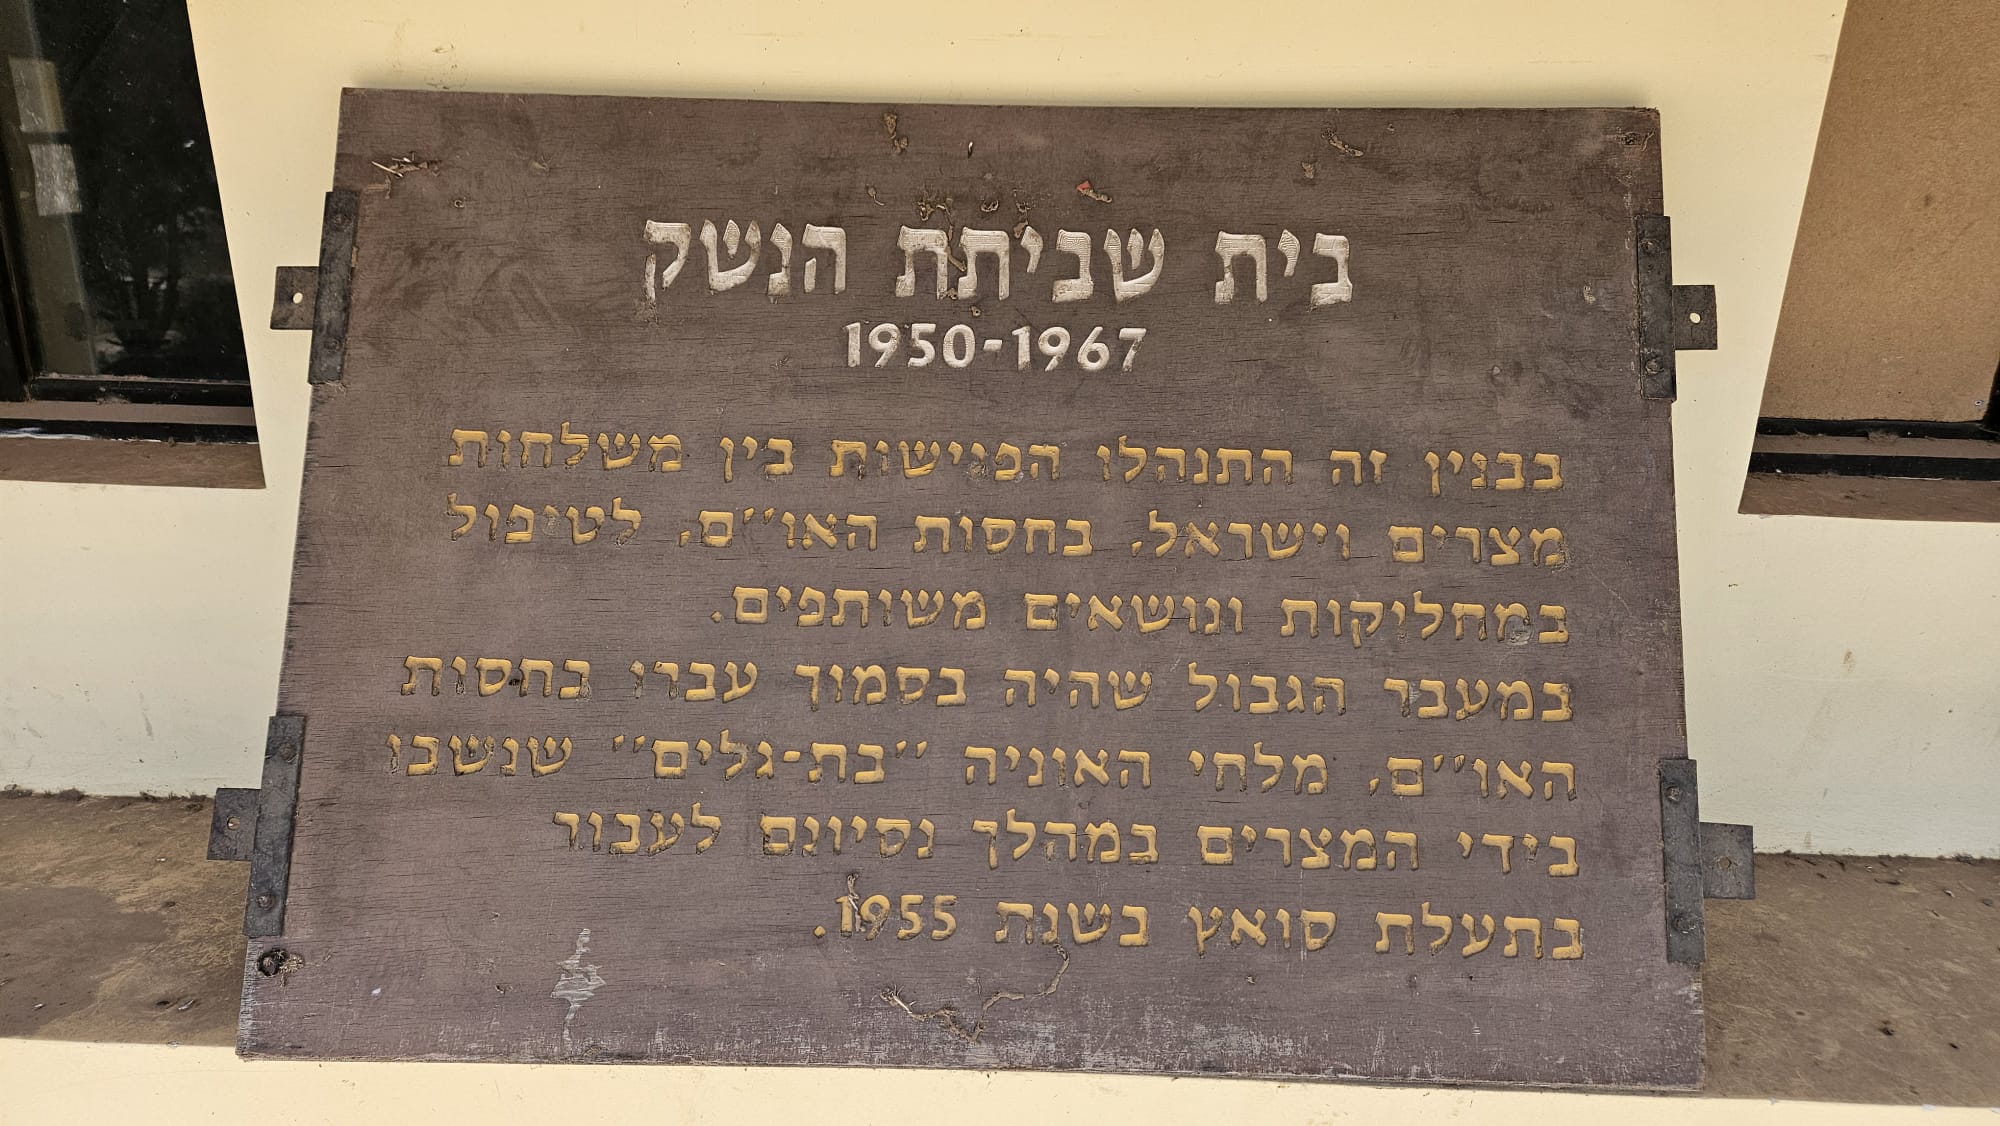 בית שביתת הנשק
1950-1967
בבנין זה התנהלו הפגישות בין משלחות
מצרים וישראל, בחסות האו"ם, לטיפול
במחליקות ונושאים משותפים.
במעבר הגבול שהיה בסמוך עברו בחסות
האו"ם, מלחי האוניה "בת-גלים" שנשבו
בידי המצרים במהלך נסיונם לעבור
בתעלת סואץ בשנת 1955.